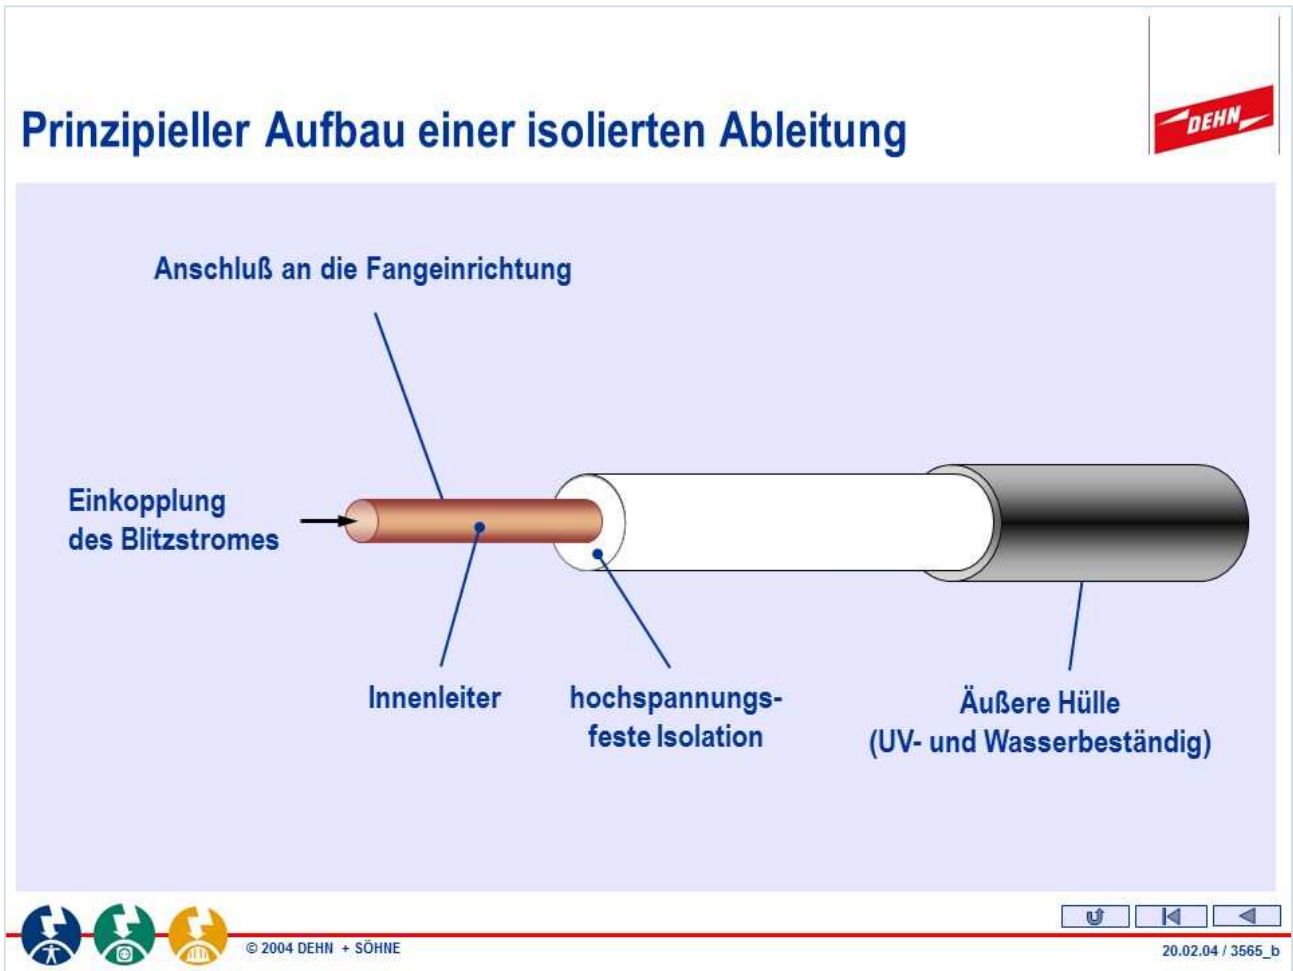 DEHN
Prinzipieller Aufbau einer isolierten Ableitung
Anschluß an die Fangeinrichtung
Einkopplung
des Blitzstromes
Innenleiter
hochspannungs-
feste Isolation
Äußere Hülle
(UV- und Wasserbeständig)
© 2004 DEHN + SÖHNE
20.02.04 / 3565_b